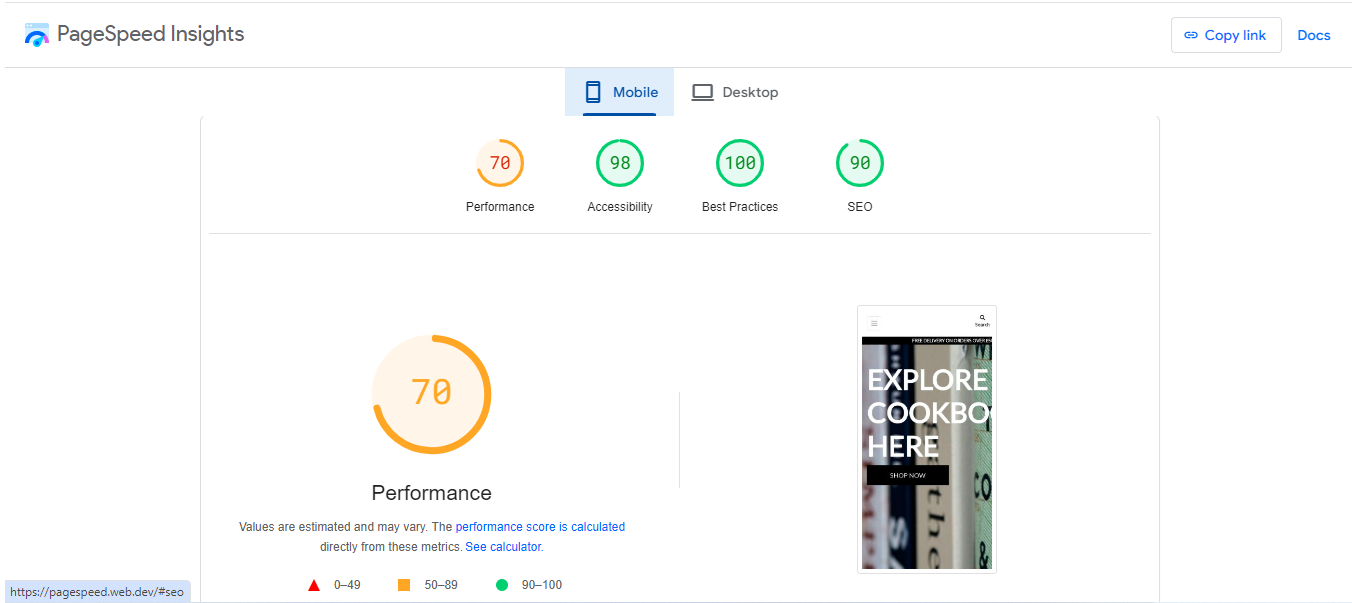 PageSpeed Insights
Copy link
Docs
Mobile
Desktop
70
98
100
90
Performance
Accessibility
Best Practices
SEO
70
Performance
Values are estimated and may vary. The performance score is calculated
directly from these metrics. See calculator.
0–49
50–89
90–100
Search
FREE DELIVERY ON ORDERS OVER
EXPLORE
COOKBOO
HERE
SHOP NOW
the
&
https://pagespeed.web.dev/#seo